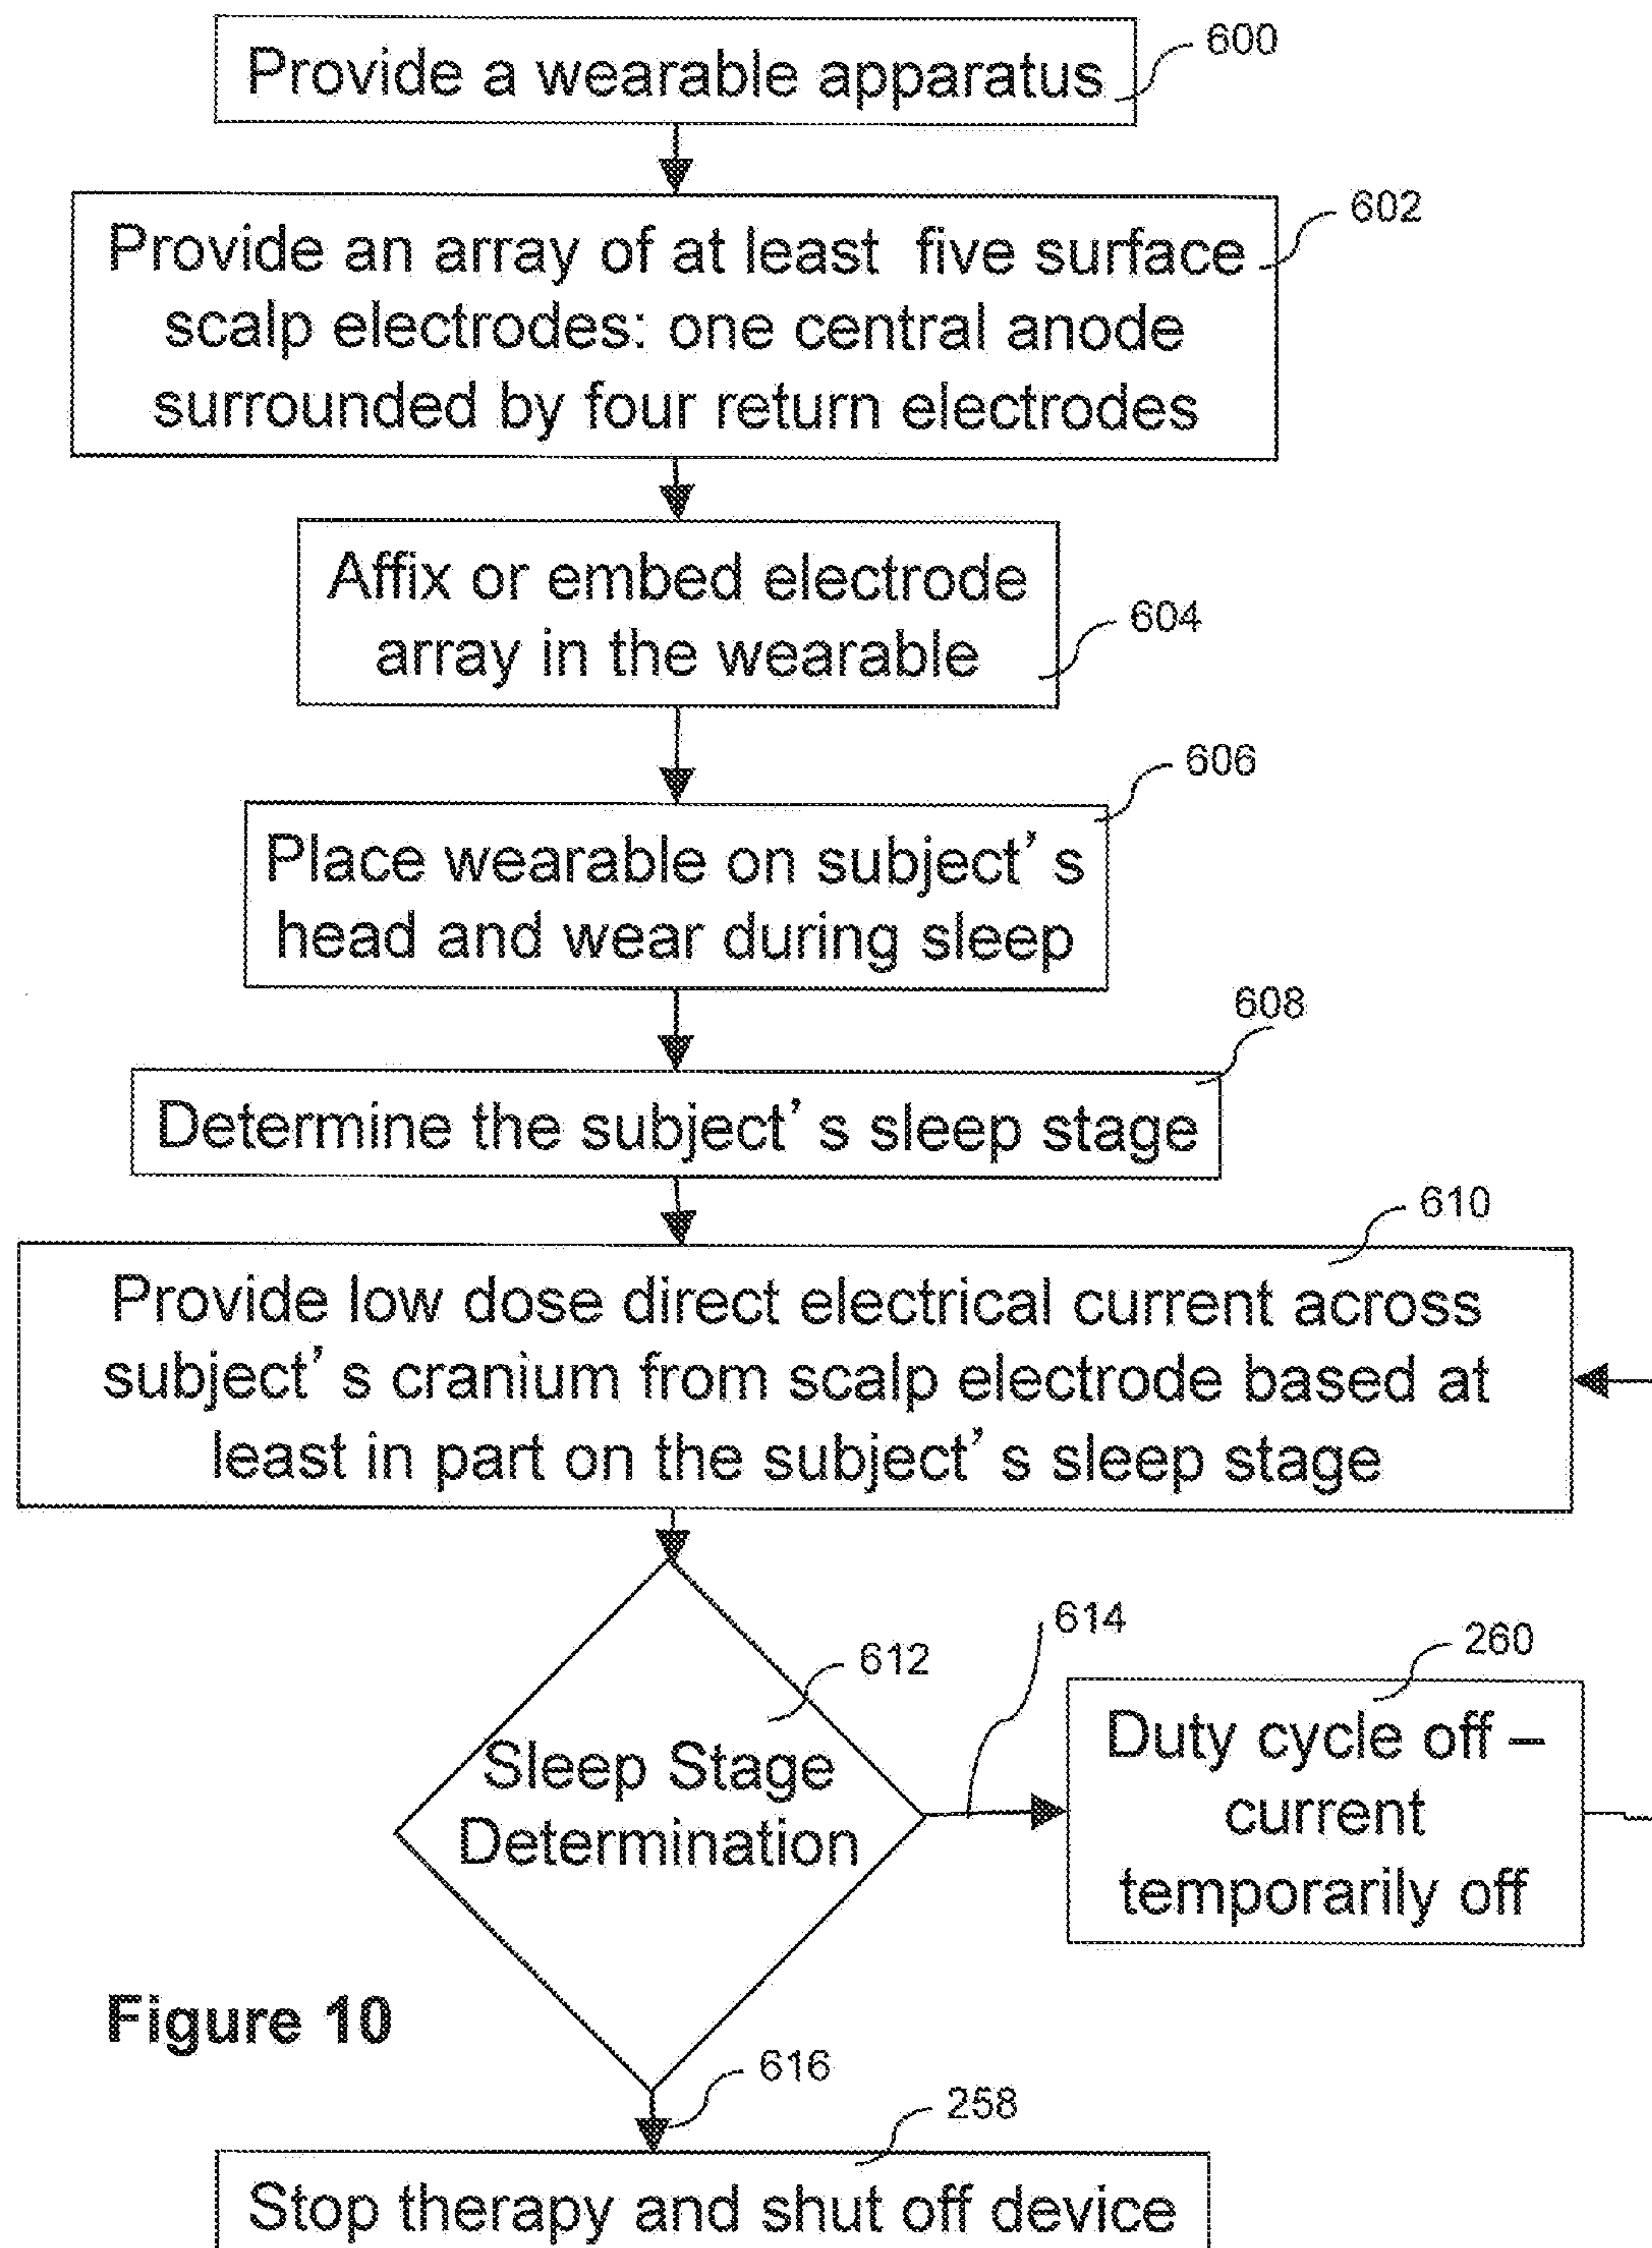 Provide a wearable apparatus
600
Provide an array of at least five surface
scalp electrodes: one central anode
surrounded by four return electrodes
602
Affix or embed electrode
array in the wearable
604
Place wearable on subject's
head and wear during sleep
606
Determine the subject's sleep stage
608
Provide low dose direct electrical current across
subject's cranium from scalp electrode based at
least in part on the subject's sleep stage
610
Sleep Stage
Determination
612
614
Duty cycle off –
current
temporarily off
260
Figure 10
616
Stop therapy and shut off device
258